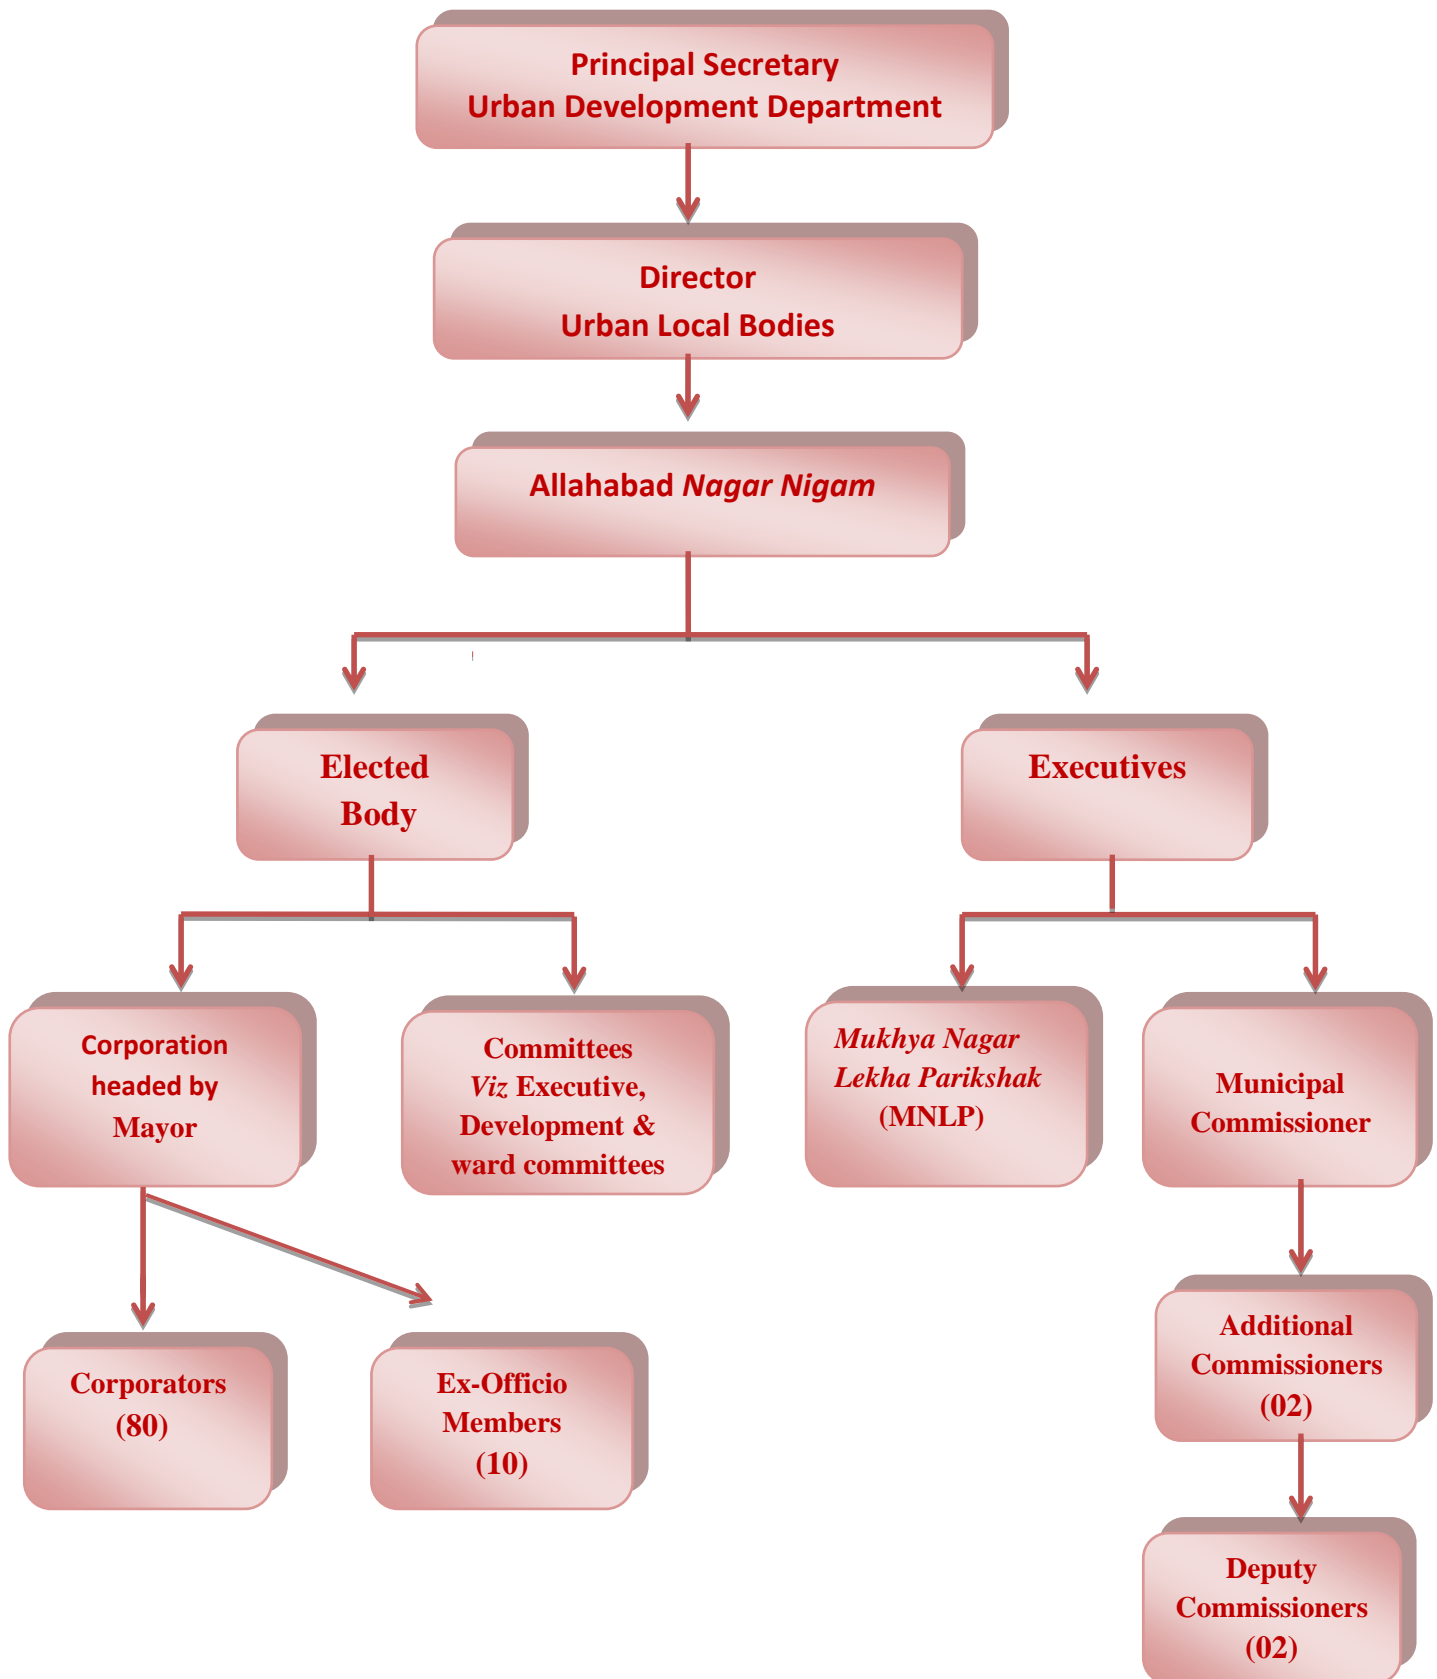 Principal Secretary
Urban Development Department
Director
Urban Local Bodies
Allahabad Nagar Nigam
Elected
Body
Executives
Corporation
headed by
Mayor
Committees
Viz Executive,
Development &
ward committees
Mukhya Nagar
Lekha Parikshak
(MNLP)
Municipal
Commissioner
Corporators
(80)
Ex-Officio
Members
(10)
Additional
Commissioners
(02)
Deputy
Commissioners
(02)